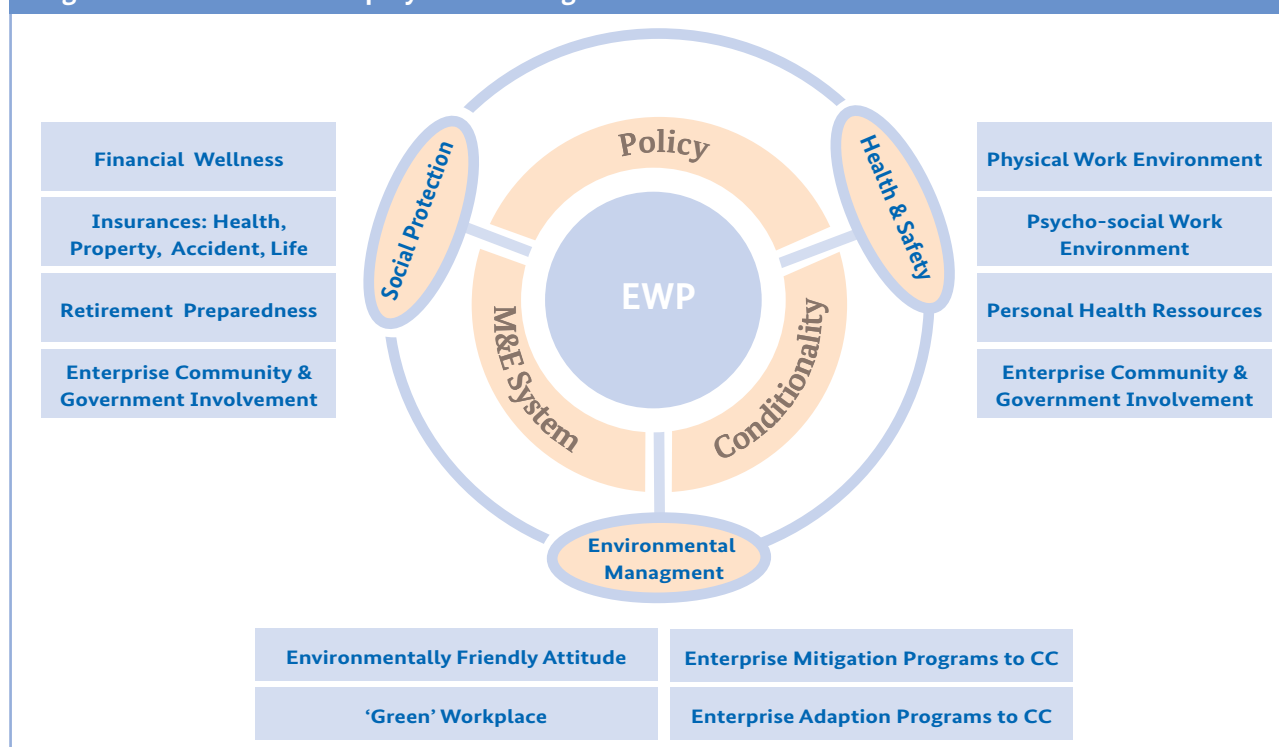 Financial Wellness
Insurances: Health,
Property, Accident, Life
Retirement Preparedness
Enterprise Community &
Government Involvement
Social Protection
Policy
Health & Safety
EWP
M&E System
Conditionality
Environmental
Managment
Physical Work Environment
Psycho-social Work
Environment
Personal Health Ressources
Enterprise Community &
Government Involvement
Environmentally Friendly Attitude
Enterprise Mitigation Programs to CC
‘Green’ Workplace
Enterprise Adaption Programs to CC